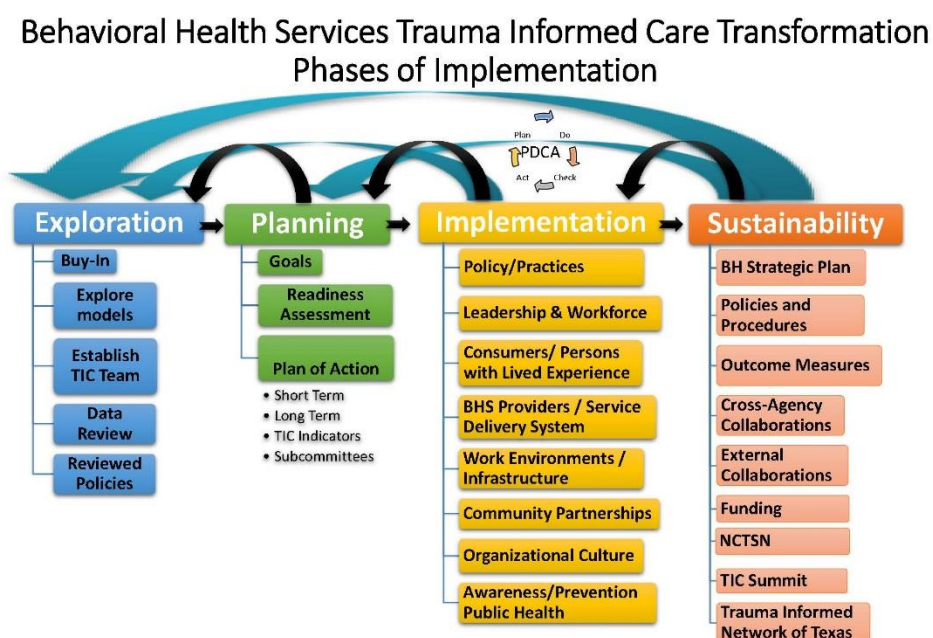 Behavioral Health Services Trauma Informed Care Transformation
Phases of Implementation
Plan
Do
PDCA
Act
Check
Exploration
Buy-In
Explore
models
Establish
TIC Team
Data
Review
Reviewed
Policies
Planning
Goals
Readiness
Assessment
Plan of Action
• Short Term
• Long Term
• TIC Indicators
• Subcommittees
Implementation
Policy/Practices
Leadership & Workforce
Consumers/ Persons
with Lived Experience
BHS Providers / Service
Delivery System
Work Environments /
Infrastructure
Community Partnerships
Organizational Culture
Awareness/Prevention
Public Health
Sustainability
BH Strategic Plan
Policies and
Procedures
Outcome Measures
Cross-Agency
Collaborations
External
Collaborations
Funding
NCTSN
TIC Summit
Trauma Informed
Network of Texas